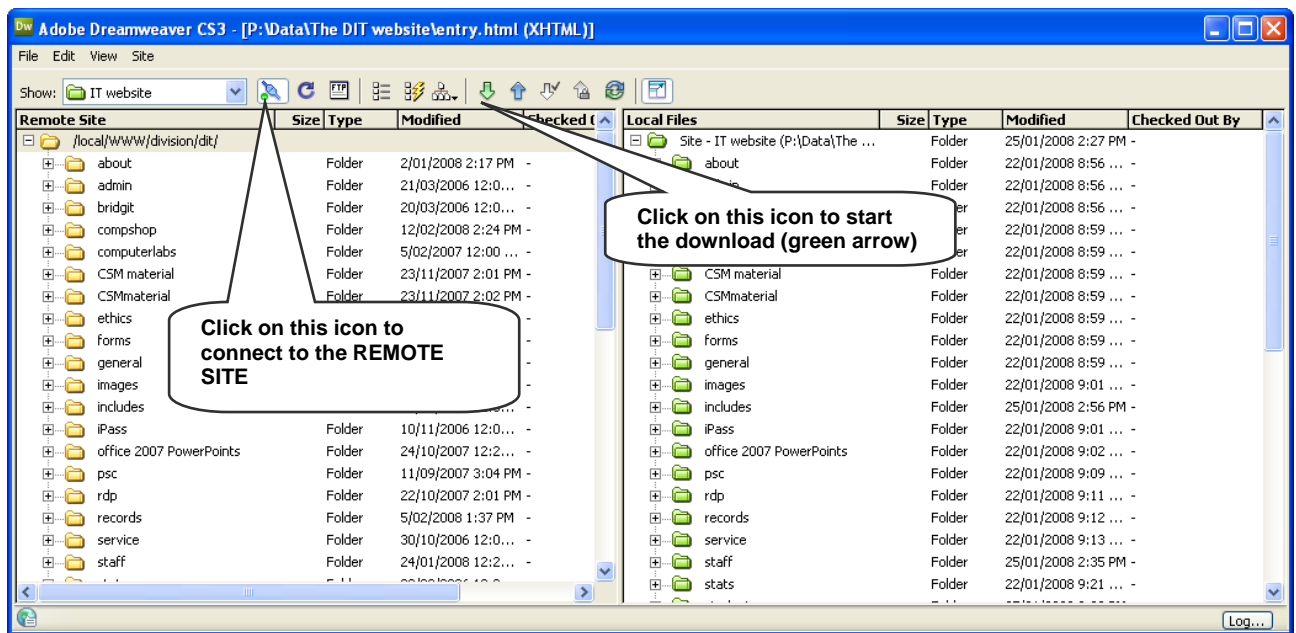 Adobe Dreamweaver CS3 - [P:\Data\The DIT website\entry.html (XHTML)]
File Edit View Site
Show: IT website FTP
Remote Site Size Type Modified Checked Local Files Size Type Modified Checked Out By
/local/WWW/division/dit/ Site - IT website (P:\Data\The ... Folder 25/01/2008 2:27 PM -
about Folder 2/01/2008 2:17 PM - about Folder 22/01/2008 8:56 ... -
admin Folder 21/03/2006 12:0... - Folder 22/01/2008 8:56 ... -
bridgit Folder 20/03/2006 12:0... - 22/01/2008 8:56 ... -
compshop Folder 12/02/2008 2:24 PM - 22/01/2008 8:59 ... -
computerlabs Folder 5/02/2007 12:00 ... - 22/01/2008 8:59 ... -
CSM material Folder 23/11/2007 2:01 PM - CSM material Folder 22/01/2008 8:59 ... -
CSMmaterial Folder 23/11/2007 2:02 PM - CSMmaterial Folder 22/01/2008 8:59 ... -
ethics - ethics Folder 22/01/2008 8:59 ... -
forms - forms Folder 22/01/2008 8:59 ... -
general - general Folder 22/01/2008 8:59 ... -
images - images Folder 22/01/2008 9:01 ... -
includes - includes Folder 25/01/2008 2:56 PM -
iPass Folder 10/11/2006 12:0... - iPass Folder 22/01/2008 9:01 ... -
office 2007 PowerPoints Folder 24/10/2007 12:2... - office 2007 PowerPoints Folder 22/01/2008 9:02 ... -
psc Folder 11/09/2007 3:04 PM - psc Folder 22/01/2008 9:09 ... -
rdp Folder 22/10/2007 2:01 PM - rdp Folder 22/01/2008 9:11 ... -
records Folder 5/02/2008 1:37 PM - records Folder 22/01/2008 9:12 ... -
service Folder 30/10/2006 12:0... - service Folder 22/01/2008 9:13 ... -
staff Folder 24/01/2008 12:2... - staff Folder 25/01/2008 2:35 PM -
stats Folder 22/01/2008 9:21 ... -
Click on this icon to start
the download (green arrow)
Click on this icon to
connect to the REMOTE
SITE
Log...